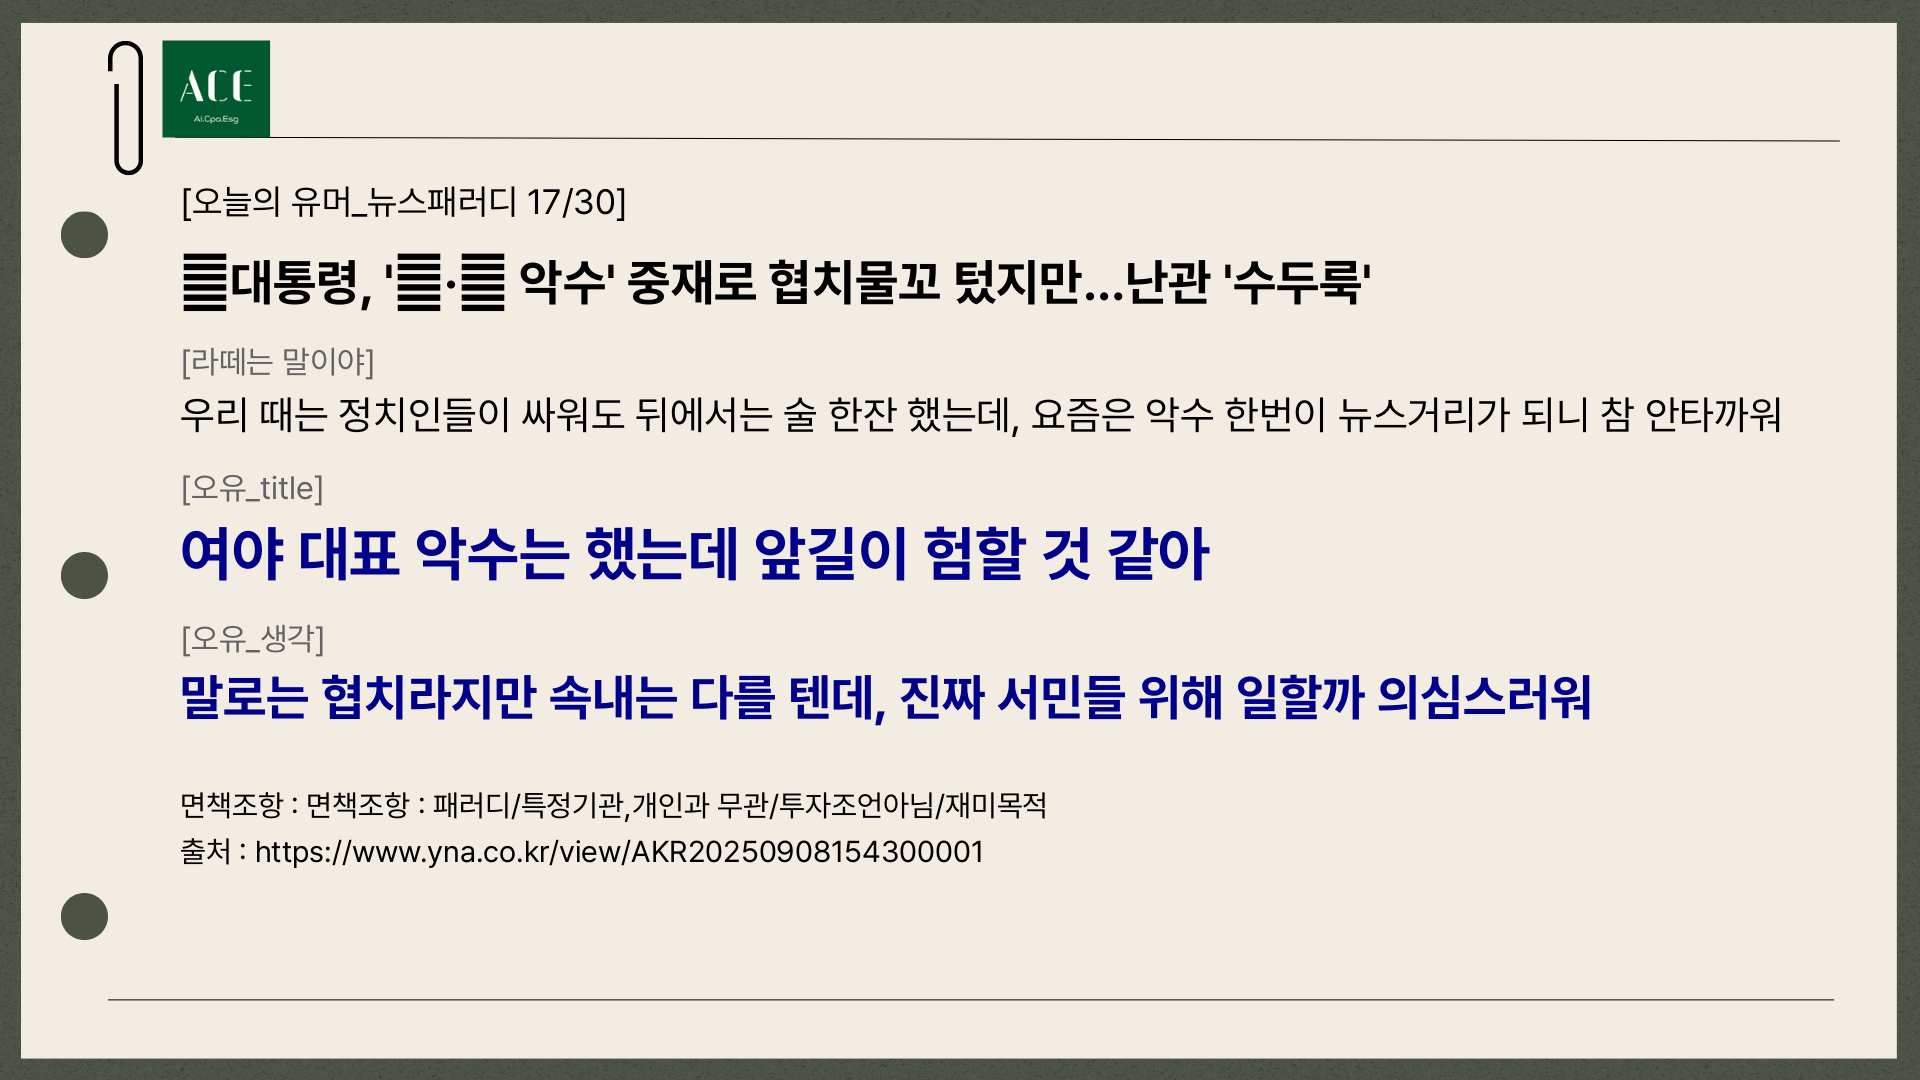 ACE
Ai.Cpa.Esg
[오늘의 유머_뉴스패러디 17/30]
대통령, '· 악수' 중재로 협치물꼬 텄지만...난관 '수두룩'
[라떼는 말이야]
우리 때는 정치인들이 싸워도 뒤에서는 술 한잔 했는데, 요즘은 악수 한번이 뉴스거리가 되니 참 안타까워
[오유_title]
여야 대표 악수는 했는데 앞길이 험할 것 같아
[오유_생각]
말로는 협치라지만 속내는 다를 텐데, 진짜 서민들 위해 일할까 의심스러워
면책조항 : 면책조항 : 패러디/특정기관,개인과 무관/투자조언아님/재미목적
출처 : https://www.yna.co.kr/view/AKR20250908154300001